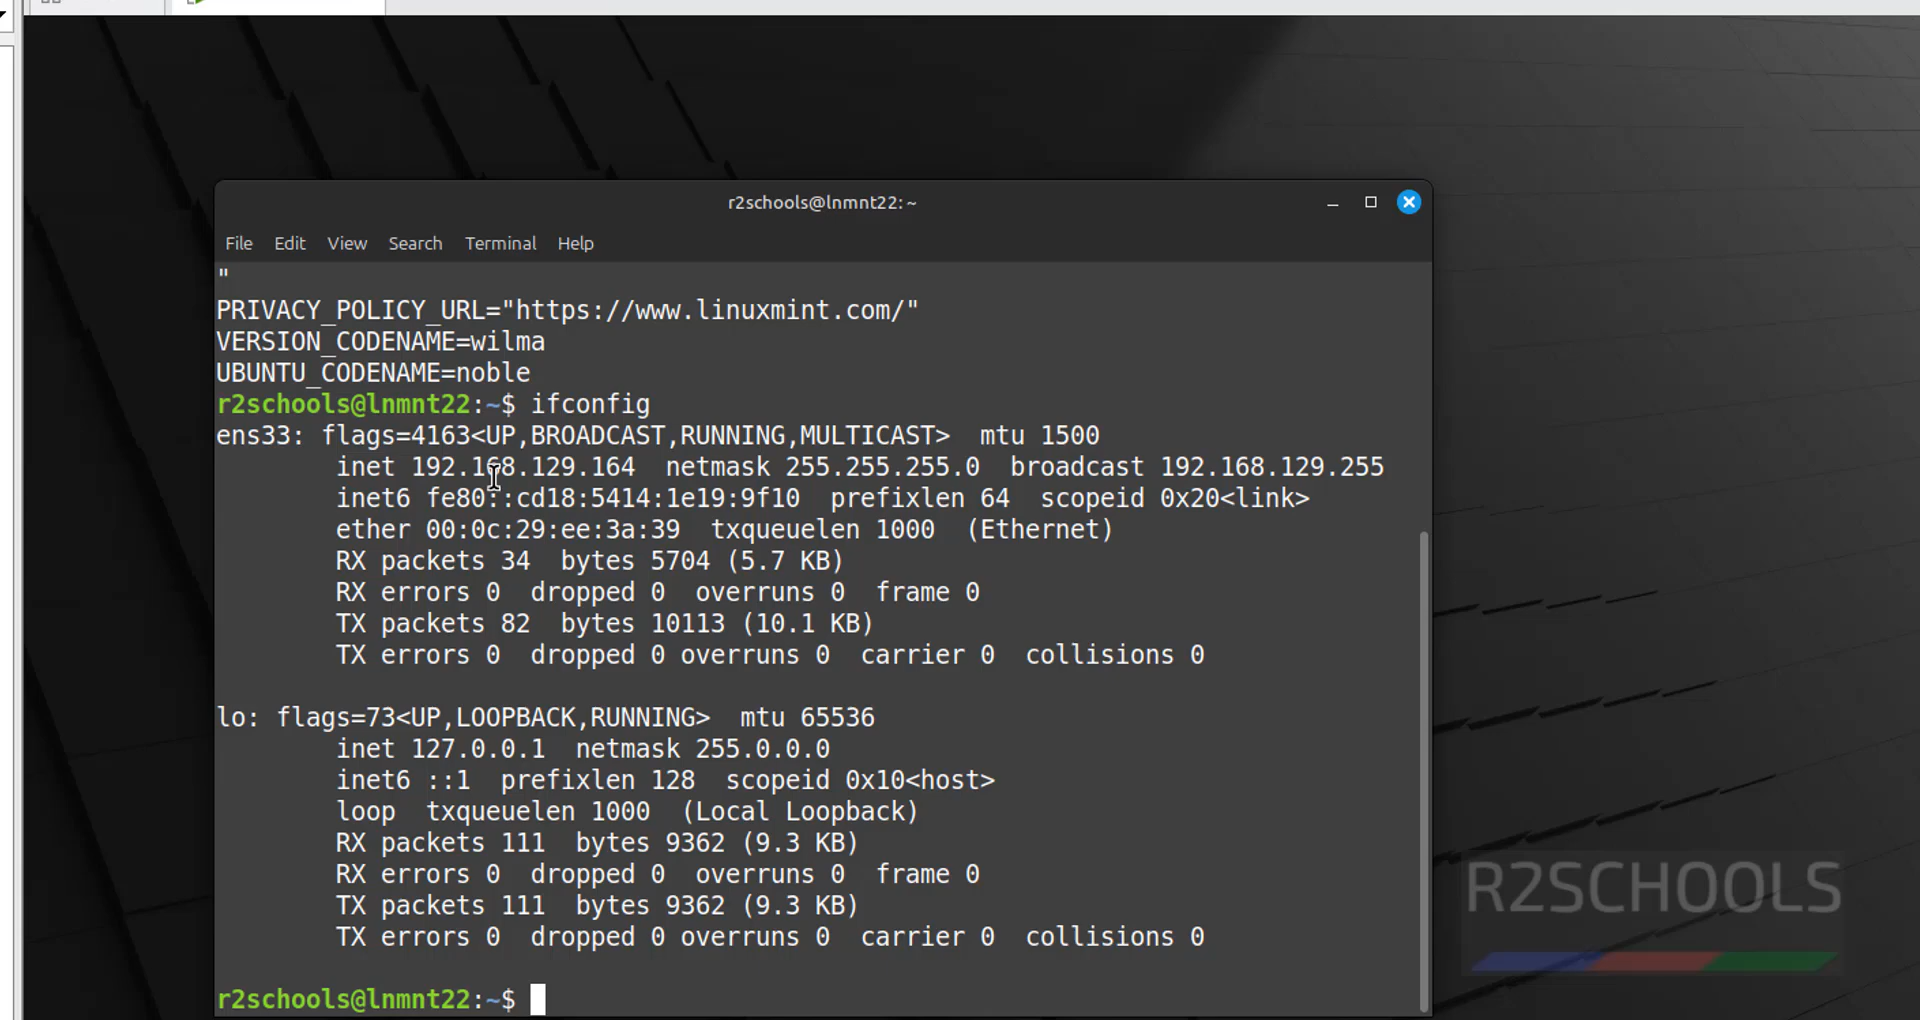 r2schools@lnmnt22: ~
File Edit View Search Terminal Help
"
PRIVACY_POLICY_URL="https://www.linuxmint.com/"
VERSION_CODENAME=wilma
UBUNTU_CODENAME=noble
r2schools@lnmnt22:~$ ifconfig
ens33: flags=4163<UP,BROADCAST,RUNNING,MULTICAST>  mtu 1500
        inet 192.168.129.164  netmask 255.255.255.0  broadcast 192.168.129.255
        inet6 fe80::cd18:5414:1e19:9f10  prefixlen 64  scopeid 0x20<link>
        ether 00:0c:29:ee:3a:39  txqueuelen 1000  (Ethernet)
        RX packets 34  bytes 5704 (5.7 KB)
        RX errors 0  dropped 0  overruns 0  frame 0
        TX packets 82  bytes 10113 (10.1 KB)
        TX errors 0  dropped 0 overruns 0  carrier 0  collisions 0
lo: flags=73<UP,LOOPBACK,RUNNING>  mtu 65536
        inet 127.0.0.1  netmask 255.0.0.0
        inet6 ::1  prefixlen 128  scopeid 0x10<host>
        loop  txqueuelen 1000  (Local Loopback)
        RX packets 111  bytes 9362 (9.3 KB)
        RX errors 0  dropped 0  overruns 0  frame 0
        TX packets 111  bytes 9362 (9.3 KB)
        TX errors 0  dropped 0 overruns 0  carrier 0  collisions 0
r2schools@lnmnt22:~$
R2SCHOOLS